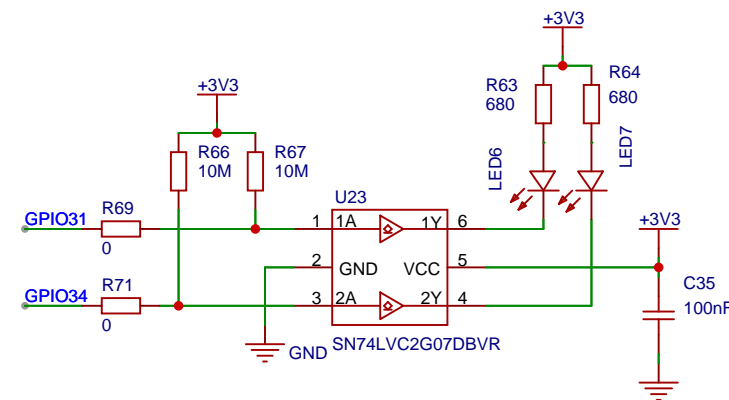 +3V3
R63
680
R64
680
+3V3
R66
10M
R67
10M
LED6
LED7
U23
GPIO31
R69
0
1
1A
1Y
6
+3V3
2
GND
VCC
5
GPIO34
R71
0
3
2A
2Y
4
C35
100nF
GND
SN74LVC2G07DBVR